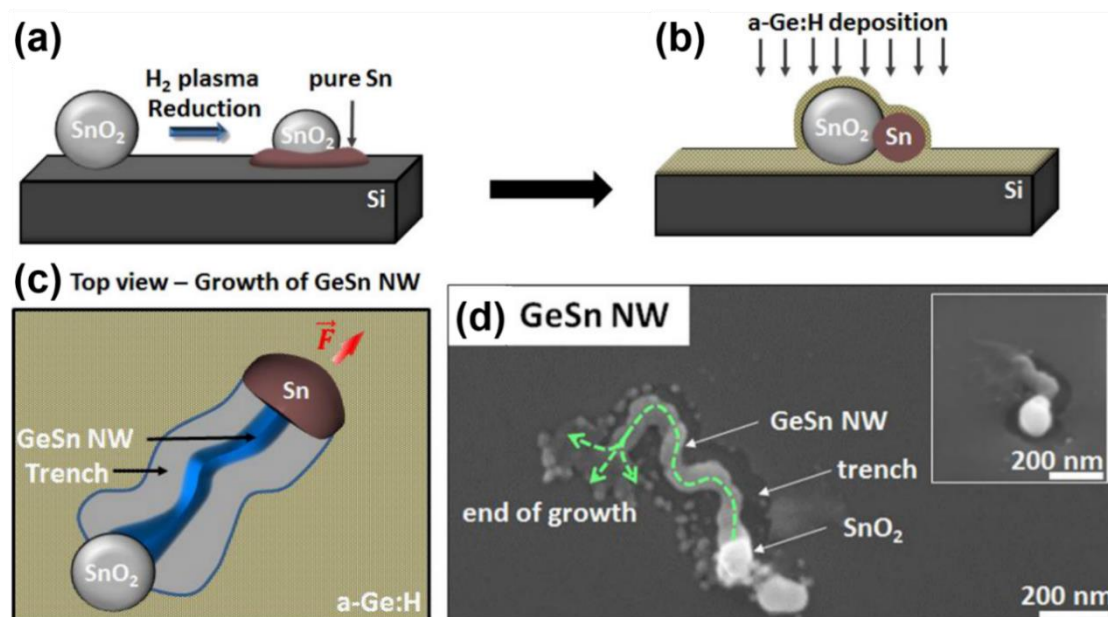 (a)
H₂ plasma
Reduction
pure Sn
SnO₂
SnO₂
Si
(b)
a-Ge:H deposition
SnO₂
Sn
Si
(c) Top view – Growth of GeSn NW
F
Sn
GeSn NW
Trench
SnO₂
a-Ge:H
(d) GeSn NW
GeSn NW
trench
end of growth
SnO₂
200 nm
200 nm